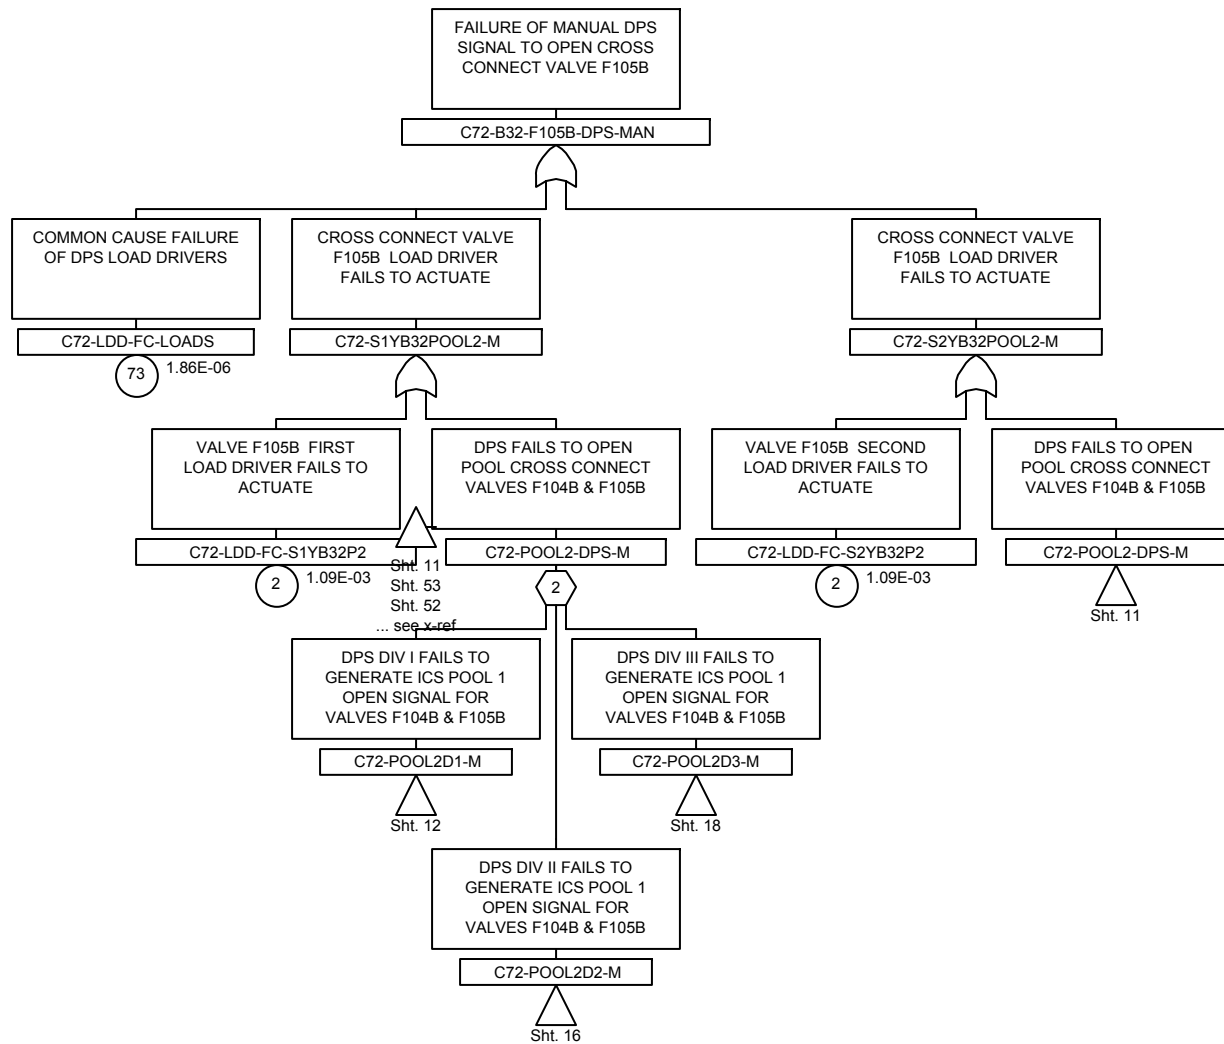 FAILURE OF MANUAL DPS
SIGNAL TO OPEN CROSS
CONNECT VALVE F105B
C72-B32-F105B-DPS-MAN
COMMON CAUSE FAILURE
OF DPS LOAD DRIVERS
C72-LDD-FC-LOADS
73
1.86E-06
CROSS CONNECT VALVE
F105B LOAD DRIVER
FAILS TO ACTUATE
C72-S1YB32POOL2-M
CROSS CONNECT VALVE
F105B LOAD DRIVER
FAILS TO ACTUATE
C72-S2YB32POOL2-M
VALVE F105B FIRST
LOAD DRIVER FAILS TO
ACTUATE
C72-LDD-FC-S1YB32P2
2
1.09E-03
Sht. 11
Sht. 53
Sht. 52
... see x-ref
DPS FAILS TO OPEN
POOL CROSS CONNECT
VALVES F104B & F105B
C72-POOL2-DPS-M
2
VALVE F105B SECOND
LOAD DRIVER FAILS TO
ACTUATE
C72-LDD-FC-S2YB32P2
2
1.09E-03
DPS FAILS TO OPEN
POOL CROSS CONNECT
VALVES F104B & F105B
C72-POOL2-DPS-M
Sht. 11
DPS DIV I FAILS TO
GENERATE ICS POOL 1
OPEN SIGNAL FOR
VALVES F104B & F105B
C72-POOL2D1-M
Sht. 12
DPS DIV III FAILS TO
GENERATE ICS POOL 1
OPEN SIGNAL FOR
VALVES F104B & F105B
C72-POOL2D3-M
Sht. 18
DPS DIV II FAILS TO
GENERATE ICS POOL 1
OPEN SIGNAL FOR
VALVES F104B & F105B
C72-POOL2D2-M
Sht. 16